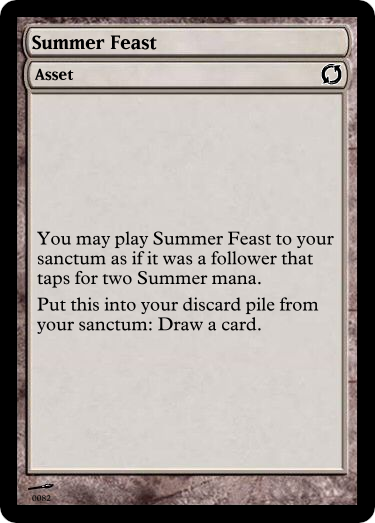 Summer Feast
Asset
You may play Summer Feast to your
sanctum as if it was a follower that
taps for two Summer mana.
Put this into your discard pile from
your sanctum: Draw a card.
0082